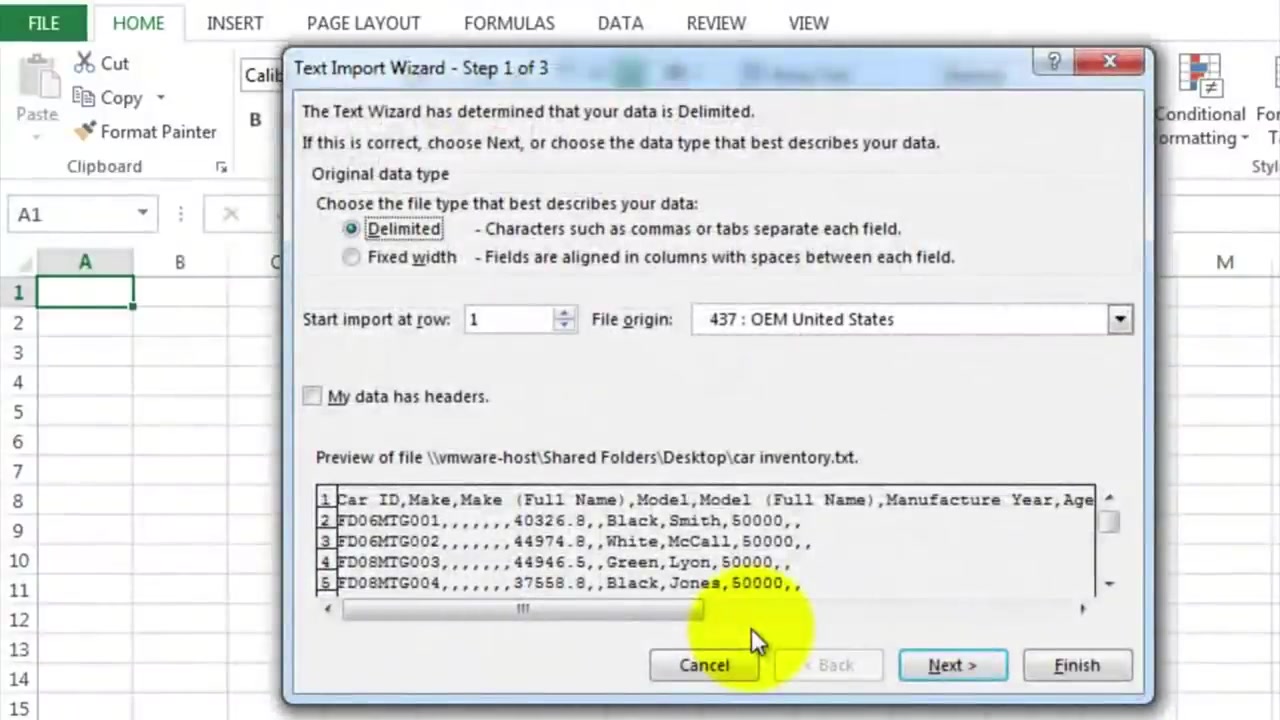 FILE HOME INSERT PAGE LAYOUT FORMULAS DATA REVIEW VIEW
Text Import Wizard - Step 1 of 3
?
Cut
Copy
Format Painter
Paste
Clipboard
Calib
B
Conditional
Formatting
The Text Wizard has determined that your data is Delimited.
If this is correct, choose Next, or choose the data type that best describes your data.
Original data type
Choose the file type that best describes your data:
Delimited - Characters such as commas or tabs separate each field.
Fixed width - Fields are aligned in columns with spaces between each field.
Start import at row: 1 File origin: 437 : OEM United States
My data has headers.
Preview of file \\vmware-host\Shared Folders\Desktop\car inventory.txt.
1 Car ID,Make,Make (Full Name),Model,Model (Full Name),Manufacture Year,Age
2 FD06MTG001,,,,,,,40326.8,,Black,Smith,50000,,
3 FD06MTG002,,,,,,,44974.8,,White,McCall,50000,,
4 FD08MTG003,,,,,,,44946.5,,Green,Lyon,50000,,
5 FD08MTG004,,,,,,,37558.8,,Black,Jones,50000,,
Cancel < Back Next > Finish
A1
A B C M
1
2
3
4
5
6
7
8
9
10
11
12
13
14
15